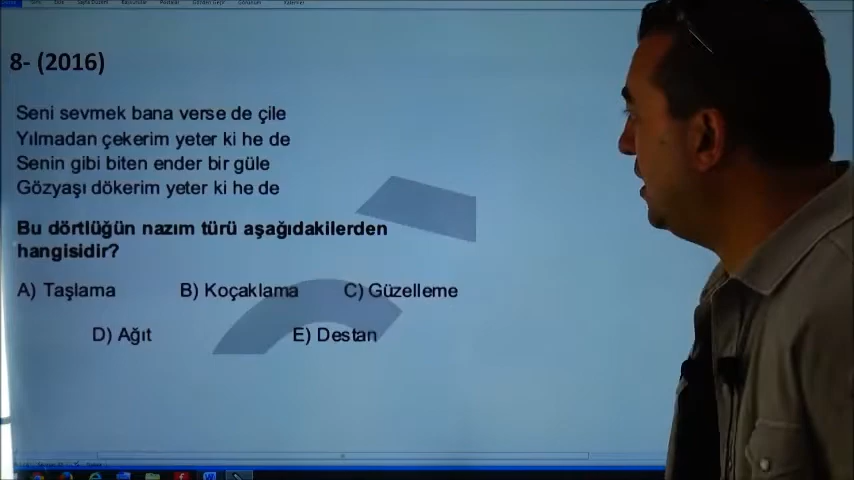 8- (2016)
Seni sevmek bana verse de çile
Yılmadan çekerim yeter ki he de
Senin gibi biten ender bir güle
Gözyaşı dökerim yeter ki he de
Bu dörtlüğün nazım türü aşağıdakilerden
hangisidir?
A) Taşlama B) Koçaklama C) Güzelleme
D) Ağıt E) Destan